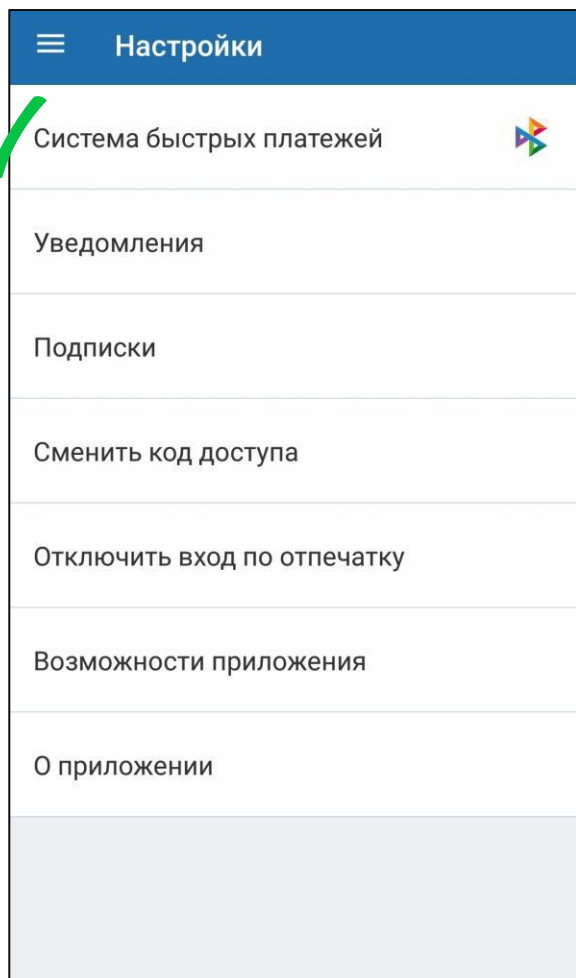 Настройки
Система быстрых платежей
Уведомления
Подписки
Сменить код доступа
Отключить вход по отпечатку
Возможности приложения
О приложении